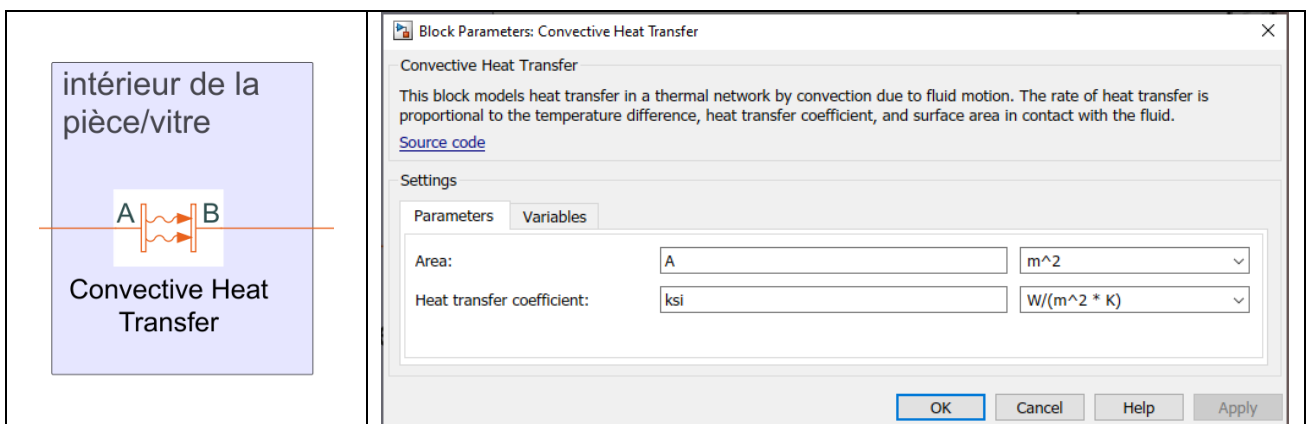 intérieur de la
pièce/vitre
A B
Convective Heat
Transfer
Block Parameters: Convective Heat Transfer
Convective Heat Transfer
This block models heat transfer in a thermal network by convection due to fluid motion. The rate of heat transfer is
proportional to the temperature difference, heat transfer coefficient, and surface area in contact with the fluid.
Source code
Settings
Parameters Variables
Area: A m^2
Heat transfer coefficient: ksi W/(m^2 * K)
OK Cancel Help Apply